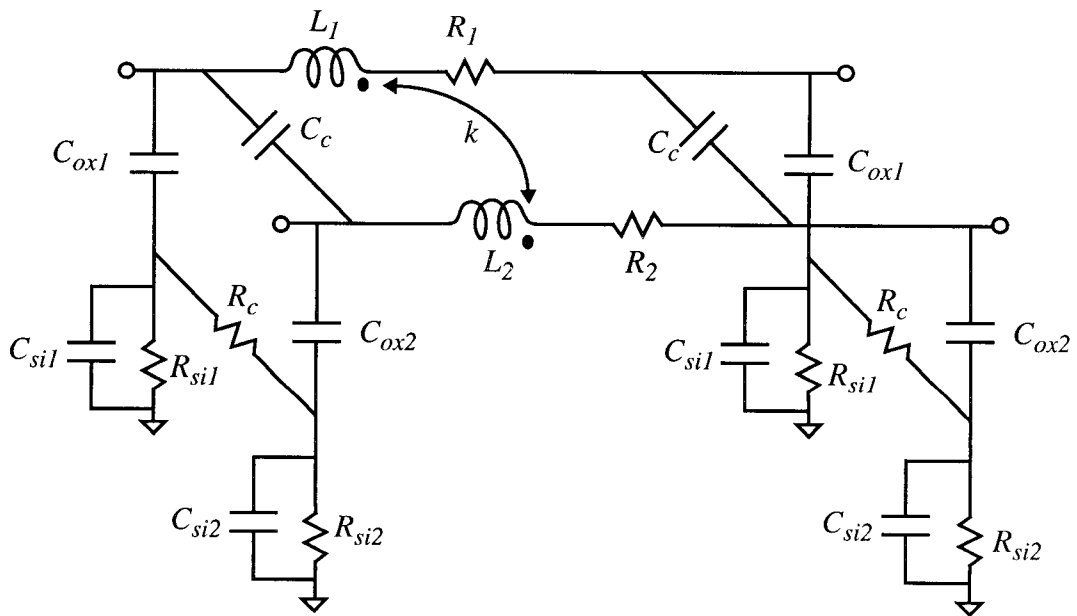 L1
R1
Cc
k
Cc
Cox1
Cox1
L2
R2
Rc
Rc
Cox2
Cox2
Csi1
Rsi1
Csi1
Rsi1
Csi2
Rsi2
Csi2
Rsi2